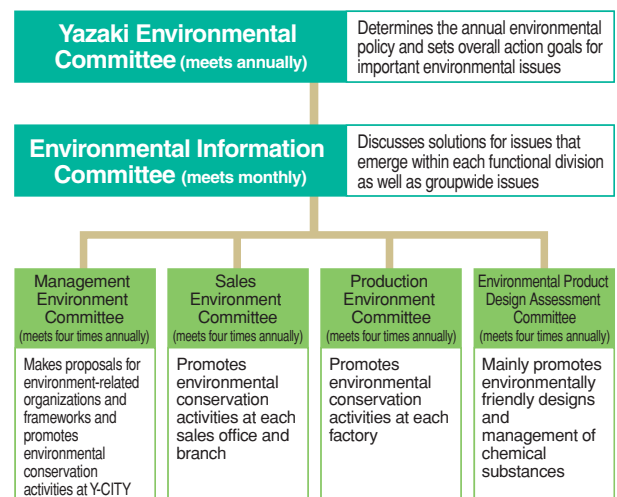 Yazaki Environmental
Committee (meets annually)
Determines the annual environmental
policy and sets overall action goals for
important environmental issues
Environmental Information
Committee (meets monthly)
Discusses solutions for issues that
emerge within each functional division
as well as groupwide issues
Management
Environment
Committee
(meets four times annually)
Makes proposals for
environment-related
organizations and
frameworks and
promotes
environmental
conservation
activities at Y-CITY
Sales
Environment
Committee
(meets four times annually)
Promotes
environmental
conservation
activities at each
sales office and
branch
Production
Environment
Committee
(meets four times annually)
Promotes
environmental
conservation
activities at each
factory
Environmental Product
Design Assessment
Committee
(meets four times annually)
Mainly promotes
environmentally
friendly designs
and
management of
chemical
substances